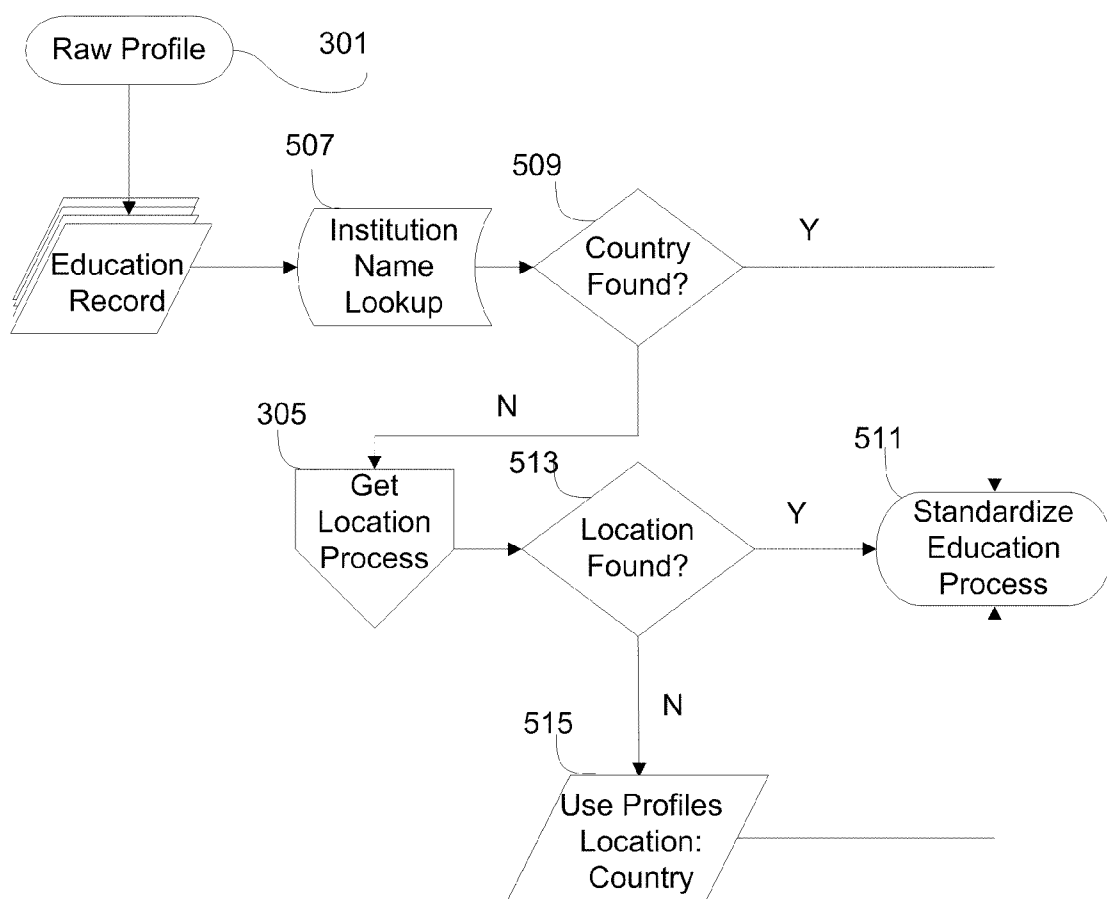 Raw Profile
301
507
509
Education
Record
Institution
Name
Lookup
Country
Found?
Y
N
305
513
511
Get
Location
Process
Location
Found?
Y
Standardize
Education
Process
N
515
Use Profiles
Location:
Country